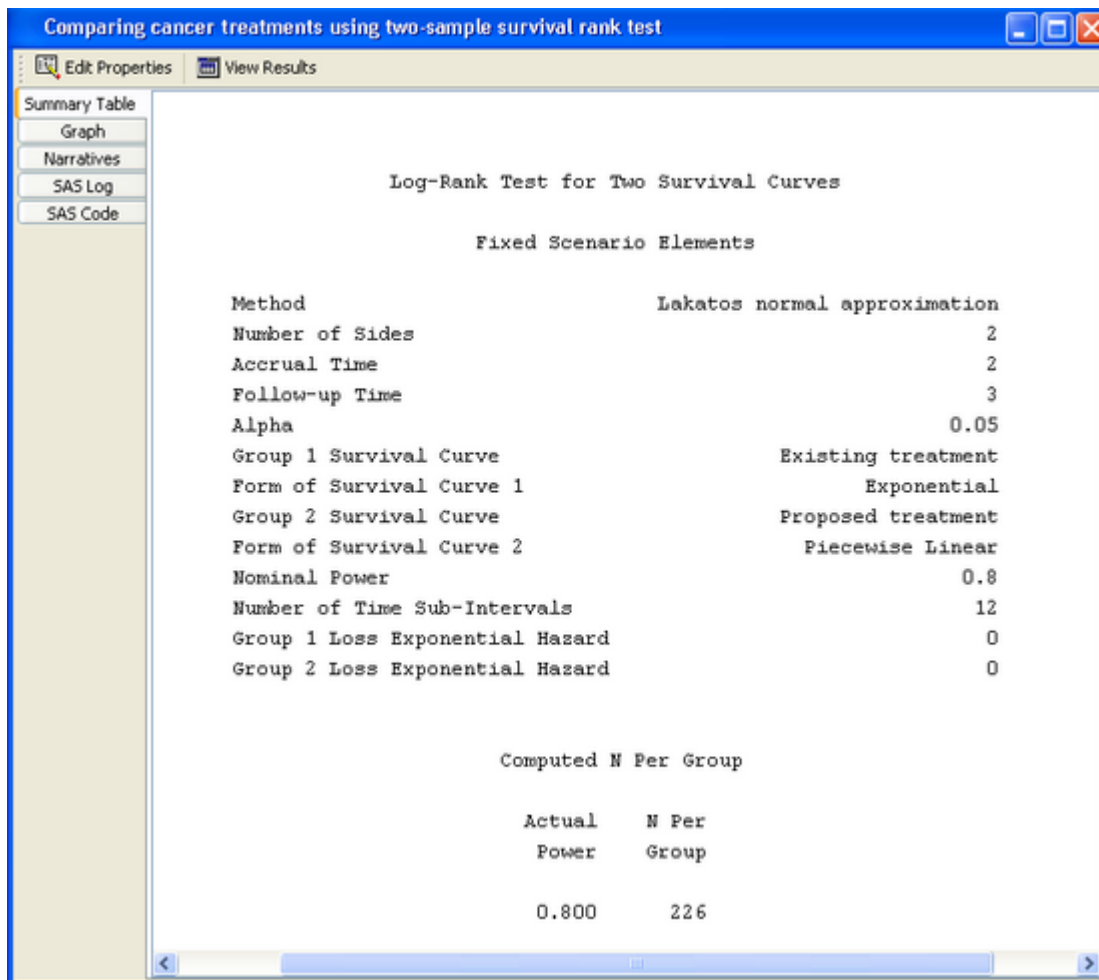 Comparing cancer treatments using two-sample survival rank test
Edit Properties View Results
Summary Table
Graph
Narratives
SAS Log
SAS Code
Log-Rank Test for Two Survival Curves
Fixed Scenario Elements
Method Lakatos normal approximation
Number of Sides 2
Accrual Time 2
Follow-up Time 3
Alpha 0.05
Group 1 Survival Curve Existing treatment
Form of Survival Curve 1 Exponential
Group 2 Survival Curve Proposed treatment
Form of Survival Curve 2 Piecewise Linear
Nominal Power 0.8
Number of Time Sub-Intervals 12
Group 1 Loss Exponential Hazard 0
Group 2 Loss Exponential Hazard 0
Computed N Per Group
Actual N Per
Power Group
0.800 226